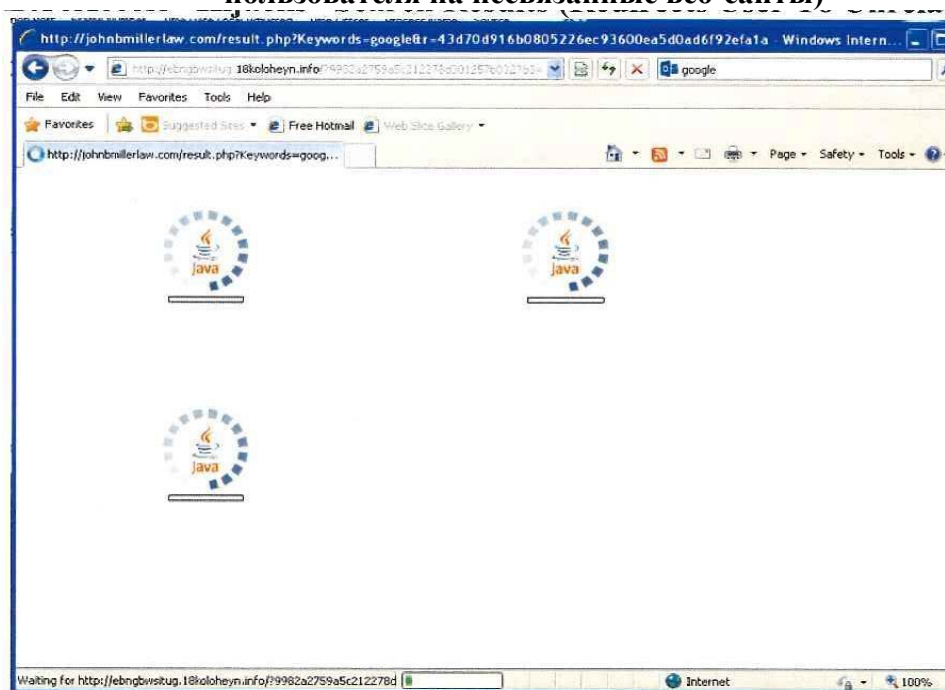 пользователя на несвязанные веб-сайты)
http://johnbmillerlaw.com/result.php?Keywords=google&r=43d70d916b0805226ec93600ea5d0ad6f92efa1a - Windows Intern...
18koloheyn.info google
File Edit View Favorites Tools Help
Favorites Suggested Sites Free Hotmail Web Slice Gallery
http://johnbmillerlaw.com/result.php?Keywords=goog... Page Safety Tools
Java Java
Java
Waiting for http://ebngbwsitug.18koloheyn.info/?9982a2759a5c212278d Internet 100%